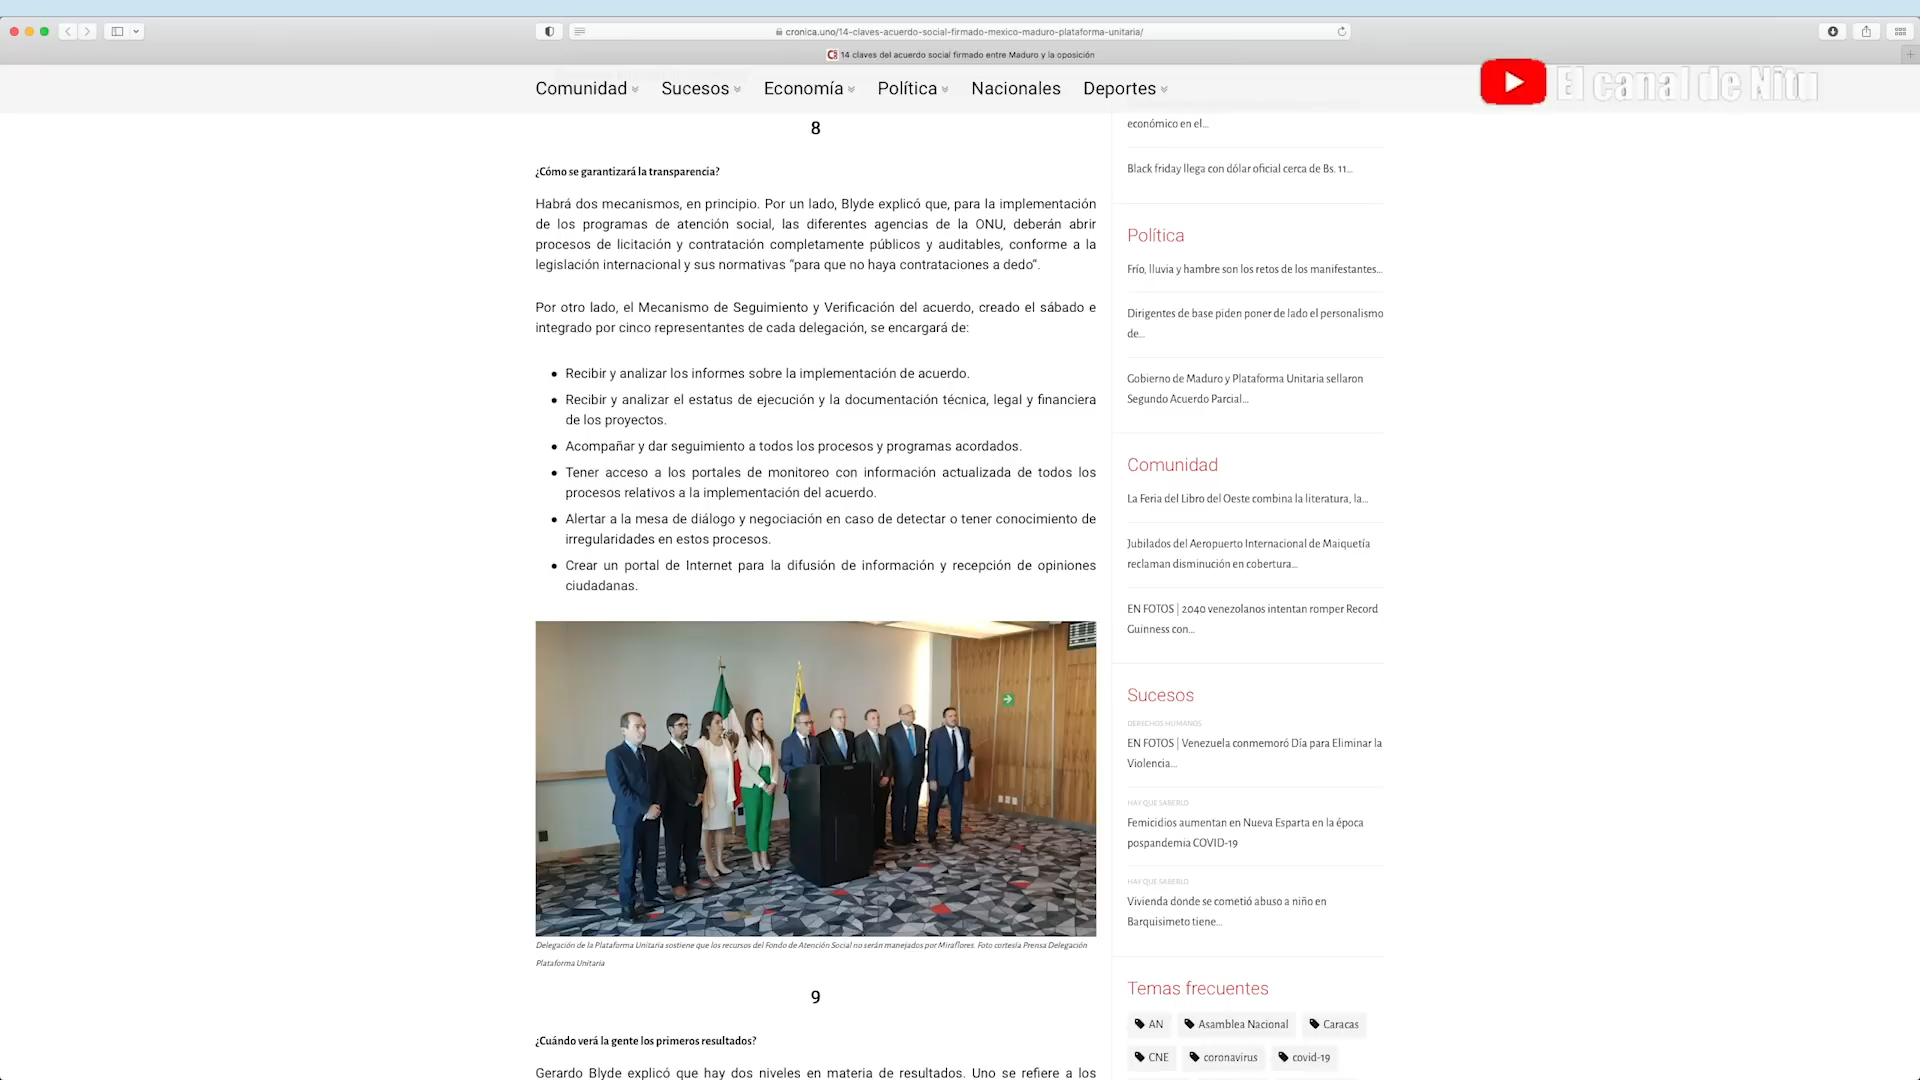 cronica.uno/14-claves-acuerdo-social-firmado-mexico-maduro-plataforma-unitaria/
14 claves del acuerdo social firmado entre Maduro y la oposición
Comunidad
Sucesos
Economía
Política
Nacionales
Deportes
El canal de Nitu
8
¿Cómo se garantizará la transparencia?
Habrá dos mecanismos, en principio. Por un lado, Blyde explicó que, para la implementación
de los programas de atención social, las diferentes agencias de la ONU, deberán abrir
procesos de licitación y contratación completamente públicos y auditables, conforme a la
legislación internacional y sus normativas “para que no haya contrataciones a dedo“.
Por otro lado, el Mecanismo de Seguimiento y Verificación del acuerdo, creado el sábado e
integrado por cinco representantes de cada delegación, se encargará de:
Recibir y analizar los informes sobre la implementación de acuerdo.
Recibir y analizar el estatus de ejecución y la documentación técnica, legal y financiera
de los proyectos.
Acompañar y dar seguimiento a todos los procesos y programas acordados.
Tener acceso a los portales de monitoreo con información actualizada de todos los
procesos relativos a la implementación del acuerdo.
Alertar a la mesa de diálogo y negociación en caso de detectar o tener conocimiento de
irregularidades en estos procesos.
Crear un portal de Internet para la difusión de información y recepción de opiniones
ciudadanas.
Delegación de la Plataforma Unitaria sostiene que los recursos del Fondo de Atención Social no serán manejados por Miraflores. Foto cortesía Prensa Delegación
Plataforma Unitaria
9
¿Cuándo verá la gente los primeros resultados?
Gerardo Blyde explicó que hay dos niveles en materia de resultados. Uno se refiere a los
económico en el...
Black friday llega con dólar oficial cerca de Bs. 11...
Política
Frío, lluvia y hambre son los retos de los manifestantes...
Dirigentes de base piden poner de lado el personalismo
de...
Gobierno de Maduro y Plataforma Unitaria sellaron
Segundo Acuerdo Parcial...
Comunidad
La Feria del Libro del Oeste combina la literatura, la...
Jubilados del Aeropuerto Internacional de Maiquetía
reclaman disminución en cobertura...
EN FOTOS | 2040 venezolanos intentan romper Record
Guinness con...
Sucesos
DERECHOS HUMANOS
EN FOTOS | Venezuela conmemoró Día para Eliminar la
Violencia...
HAY QUE SABERLO
Femicidios aumentan en Nueva Esparta en la época
pospandemia COVID-19
HAY QUE SABERLO
Vivienda donde se cometió abuso a niño en
Barquisimeto tiene...
Temas frecuentes
AN
Asamblea Nacional
Caracas
CNE
coronavirus
covid-19